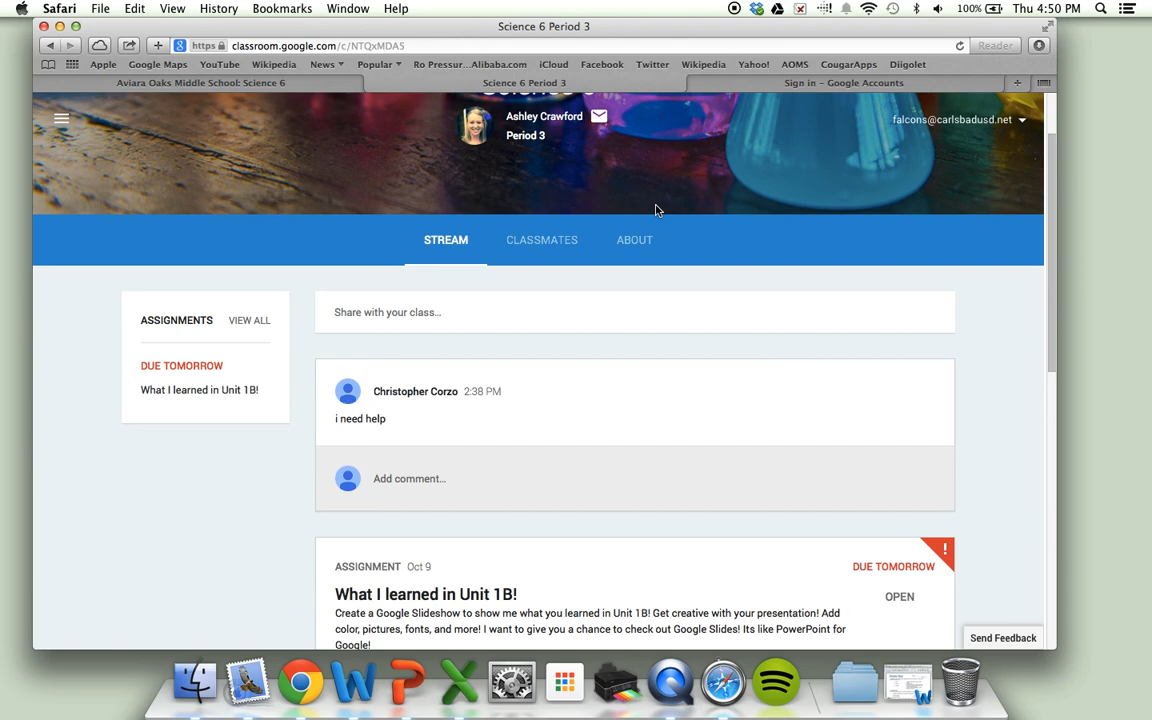 Safari File Edit View History Bookmarks Window Help 100% Thu 4:50 PM
Science 6 Period 3
https classroom.google.com/c/NTQxMDA5 Reader
Apple Google Maps YouTube Wikipedia News Popular Ro Pressur...Alibaba.com iCloud Facebook Twitter Wikipedia Yahoo! AOMS CougarApps Diigolet
Aviara Oaks Middle School: Science 6 Science 6 Period 3 Sign in – Google Accounts
Ashley Crawford
Period 3
falcons@carlsbadusd.net
STREAM CLASSMATES ABOUT
ASSIGNMENTS VIEW ALL
DUE TOMORROW
What I learned in Unit 1B!
Share with your class...
Christopher Corzo 2:38 PM
i need help
Add comment...
ASSIGNMENT Oct 9 DUE TOMORROW
What I learned in Unit 1B! OPEN
Create a Google Slideshow to show me what you learned in Unit 1B! Get creative with your presentation! Add
color, pictures, fonts, and more! I want to give you a chance to check out Google Slides! Its like PowerPoint for
Google!
Send Feedback